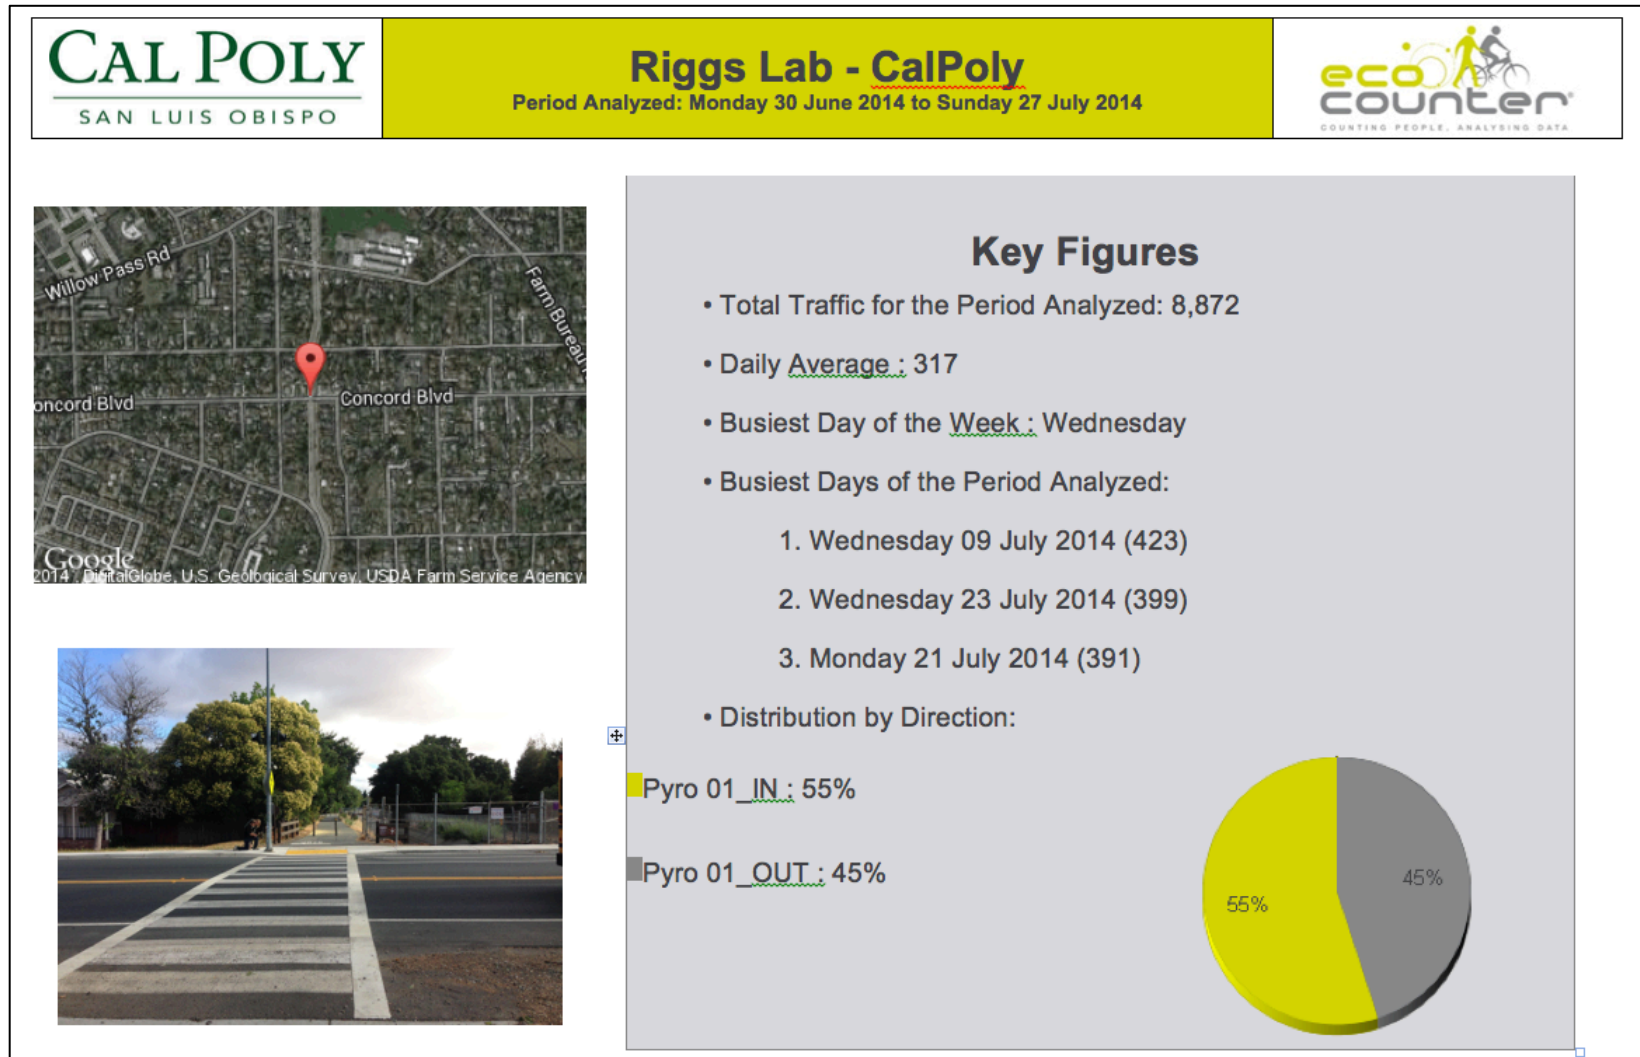 CAL POLY
SAN LUIS OBISPO
Riggs Lab - CalPoly
Period Analyzed: Monday 30 June 2014 to Sunday 27 July 2014
eco
counter
COUNTING PEOPLE, ANALYSING DATA
Willow Pass Rd
Farm Bureau
oncord Blvd
Concord Blvd
Google
2014 DigitalGlobe, U.S. Geological Survey, USDA Farm Service Agency
Key Figures
• Total Traffic for the Period Analyzed: 8,872
• Daily Average : 317
• Busiest Day of the Week : Wednesday
• Busiest Days of the Period Analyzed:
1. Wednesday 09 July 2014 (423)
2. Wednesday 23 July 2014 (399)
3. Monday 21 July 2014 (391)
• Distribution by Direction:
Pyro 01_IN : 55%
Pyro 01_OUT : 45%
55%
45%